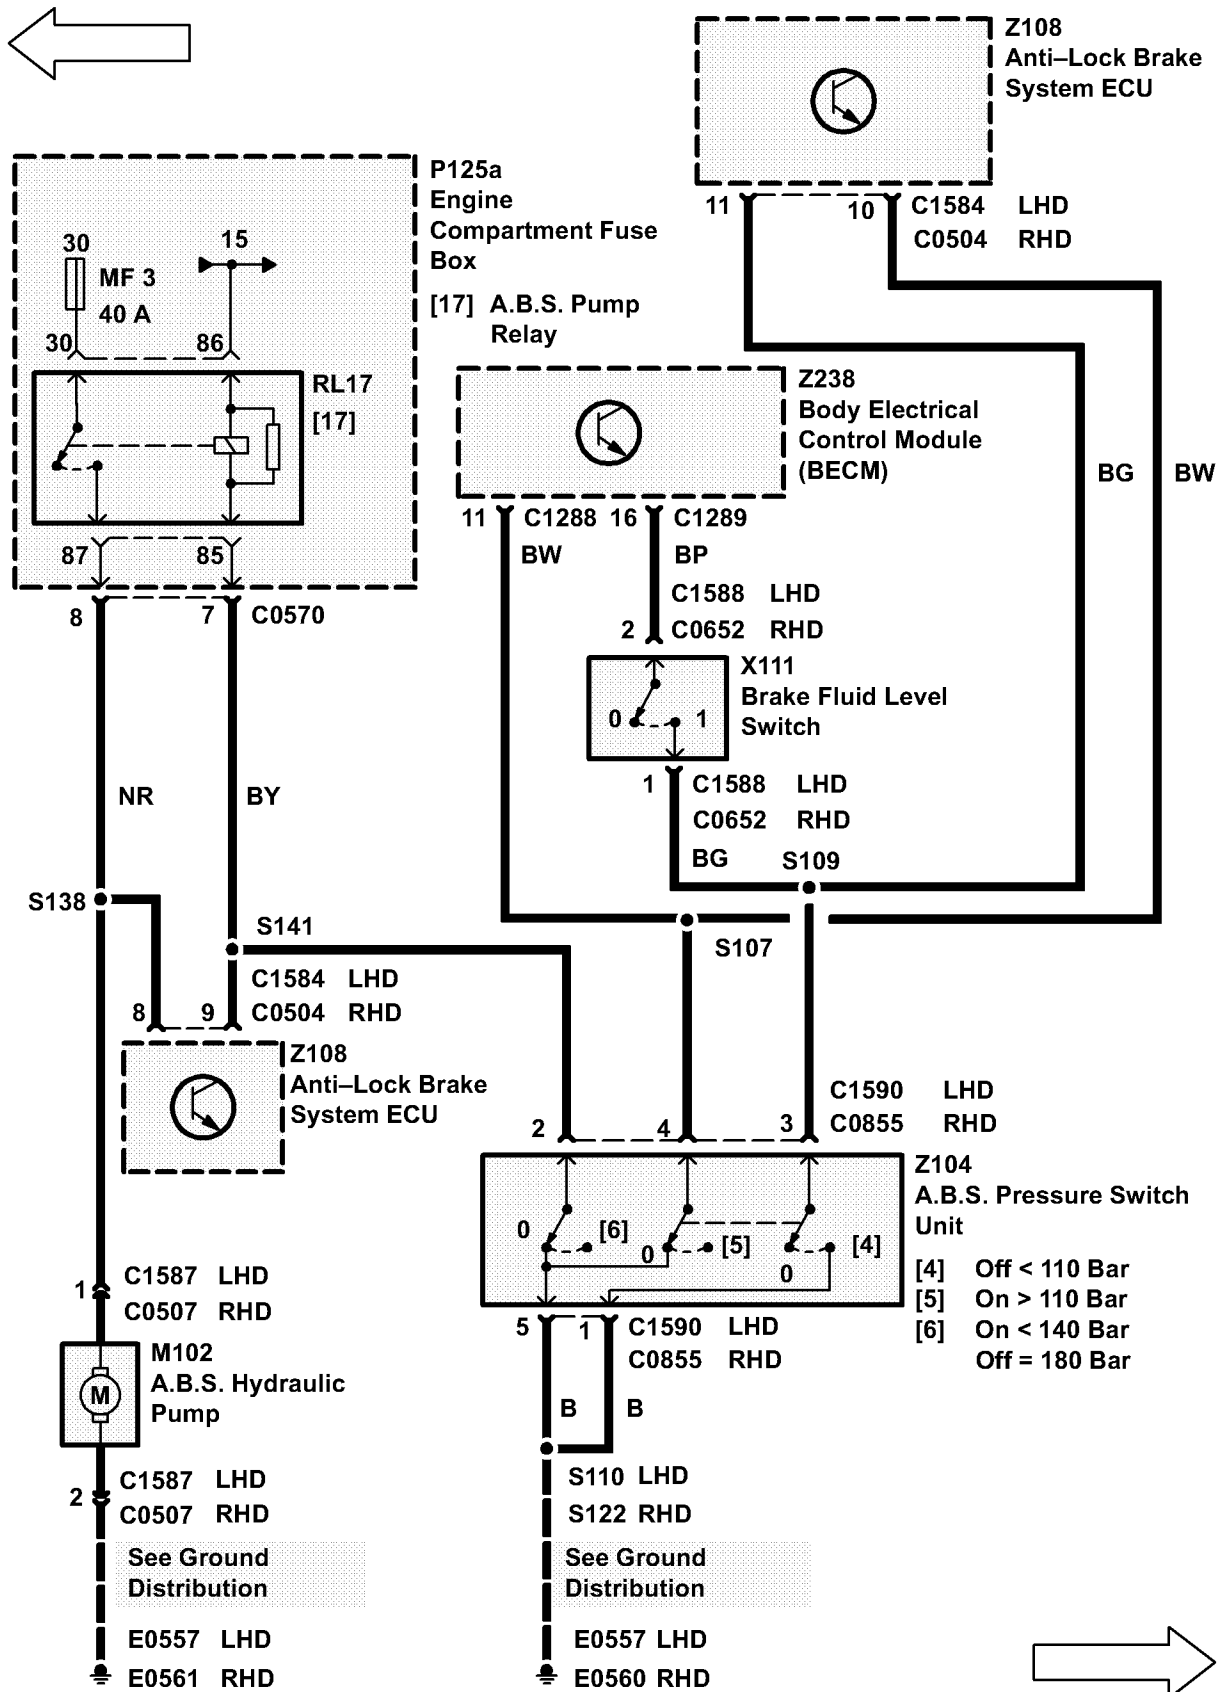 Z108
Anti–Lock Brake
System ECU
11
10
C1584 LHD
C0504 RHD
P125a
Engine
Compartment Fuse
Box
[17] A.B.S. Pump
Relay
30
15
MF 3
40 A
30
86
RL17
[17]
87
85
8
7
C0570
Z238
Body Electrical
Control Module
(BECM)
BG
BW
11
C1288
16
C1289
BW
BP
C1588 LHD
2
C0652 RHD
X111
Brake Fluid Level
Switch
0
1
1
C1588 LHD
C0652 RHD
BG
S109
NR
BY
S138
S141
S107
C1584 LHD
8
9
C0504 RHD
Z108
Anti–Lock Brake
System ECU
C1590 LHD
2
4
3
C0855 RHD
Z104
A.B.S. Pressure Switch
Unit
0
[6]
0
[5]
0
[4]
[4] Off < 110 Bar
[5] On > 110 Bar
[6] On < 140 Bar
Off = 180 Bar
1
C1587 LHD
C0507 RHD
5
1
C1590 LHD
C0855 RHD
M102
A.B.S. Hydraulic
Pump
M
B
B
2
C1587 LHD
C0507 RHD
S110 LHD
S122 RHD
See Ground
Distribution
See Ground
Distribution
E0557 LHD
E0561 RHD
E0557 LHD
E0560 RHD